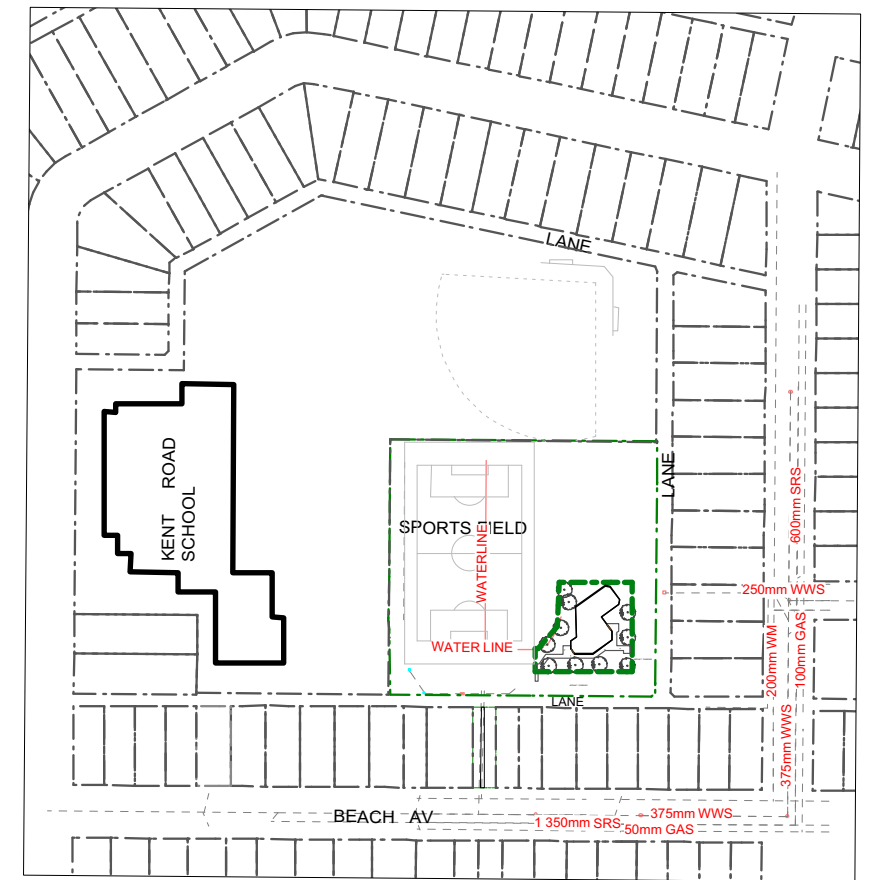 LANE
KENT ROAD
SCHOOL
LANE
SPORTS FIELD
WATERLINE
WATER LINE
LANE
600mm SRS
250mm WWS
200mm WM
100mm GAS
375mm WWS
BEACH AV
1 350mm SRS
375mm WWS
50mm GAS